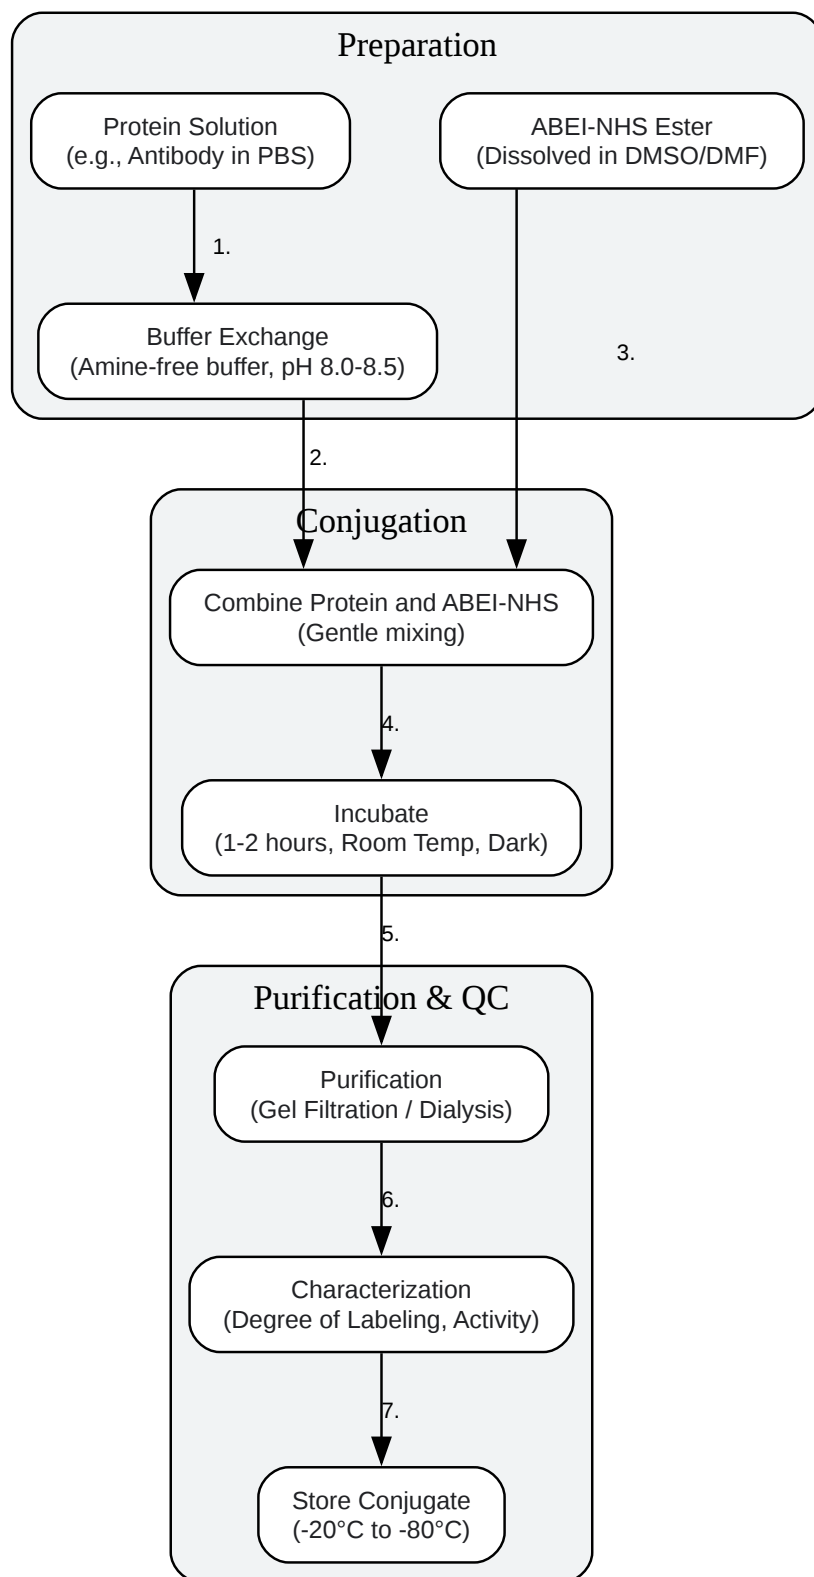 Preparation
Protein Solution
(e.g., Antibody in PBS)
ABEI-NHS Ester
(Dissolved in DMSO/DMF)
1.
Buffer Exchange
(Amine-free buffer, pH 8.0-8.5)
3.
2.
Conjugation
Combine Protein and ABEI-NHS
(Gentle mixing)
4.
Incubate
(1-2 hours, Room Temp, Dark)
5.
Purification & QC
Purification
(Gel Filtration / Dialysis)
6.
Characterization
(Degree of Labeling, Activity)
7.
Store Conjugate
(-20°C to -80°C)